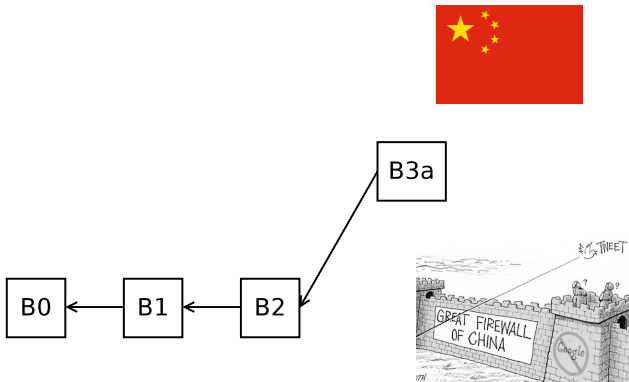 B3a
B0
B1
B2
TWEET
?
?
GREAT FIREWALL
OF CHINA
Google